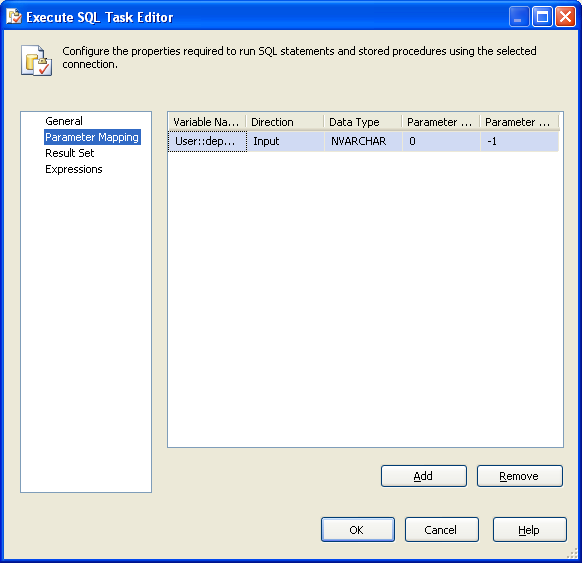 Execute SQL Task Editor
Configure the properties required to run SQL statements and stored procedures using the selected
connection.
General
Parameter Mapping
Result Set
Expressions
Variable Na... Direction Data Type Parameter ... Parameter ...
User::dep... Input NVARCHAR 0 -1
Add Remove
OK Cancel Help